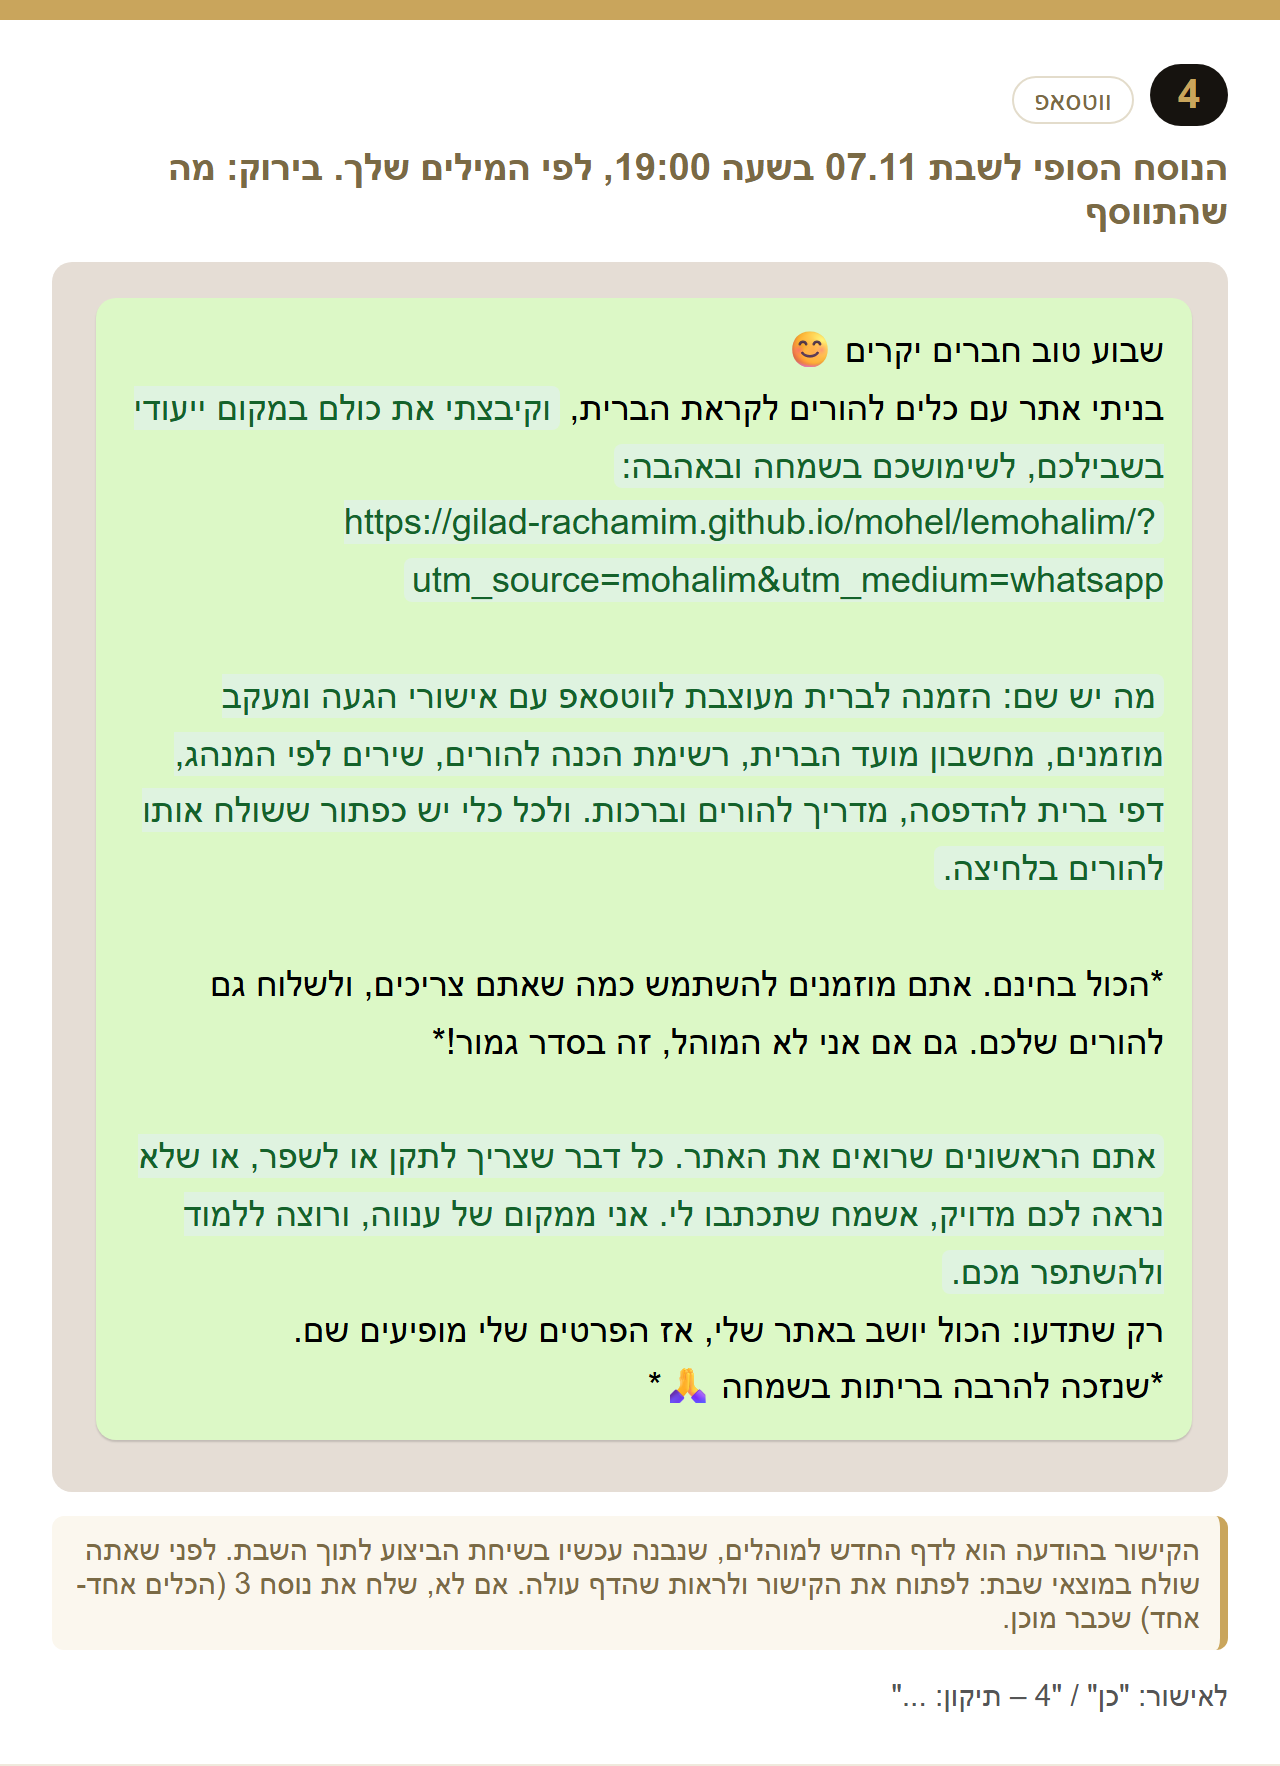 4
ווטסאפ
הנוסח הסופי לשבת 07.11 בשעה 19:00, לפי המילים שלך. בירוק: מה
שהתווסף
שבוע טוב חברים יקרים 😊
בניתי אתר עם כלים להורים לקראת הברית, וקיבצתי את כולם במקום ייעודי
בשבילכם, לשימושכם בשמחה ובאהבה:
https://gilad-rachamim.github.io/mohel/lemohalim/?
utm_source=mohalim&utm_medium=whatsapp
מה יש שם: הזמנה לברית מעוצבת לווטסאפ עם אישורי הגעה ומעקב
מוזמנים, מחשבון מועד הברית, רשימת הכנה להורים, שירים לפי המנהג,
דפי ברית להדפסה, מדריך להורים וברכות. ולכל כלי יש כפתור ששולח אותו
להורים בלחיצה.
*הכול בחינם. אתם מוזמנים להשתמש כמה שאתם צריכים, ולשלוח גם
להורים שלכם. גם אם אני לא המוהל, זה בסדר גמור!*
אתם הראשונים שרואים את האתר. כל דבר שצריך לתקן או לשפר, או שלא
נראה לכם מדויק, אשמח שתכתבו לי. אני ממקום של ענווה, ורוצה ללמוד
ולהשתפר מכם.
רק שתדעו: הכול יושב באתר שלי, אז הפרטים שלי מופיעים שם.
*שנזכה להרבה בריתות בשמחה 🙏*
הקישור בהודעה הוא לדף החדש למוהלים, שנבנה עכשיו בשיחת הביצוע לתוך השבת. לפני שאתה
שולח במוצאי שבת: לפתוח את הקישור ולראות שהדף עולה. אם לא, שלח את נוסח 3 (הכלים אחד-
אחד) שכבר מוכן.
לאישור: "כן" / "4 – תיקון: ..."